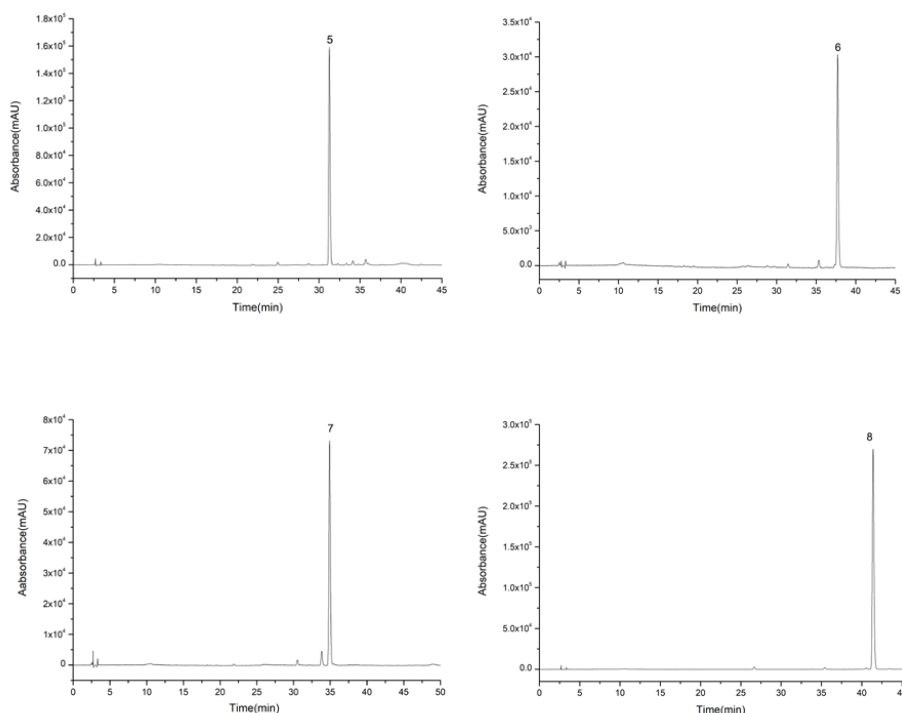 1.8x10⁵
1.6x10⁵
1.4x10⁵
1.2x10⁵
1.0x10⁵
8.0x10⁴
6.0x10⁴
4.0x10⁴
2.0x10⁴
0.0
Absorbance(mAU)
5
0 5 10 15 20 25 30 35 40 45
Time(min)
3.5x10⁴
3.0x10⁴
2.5x10⁴
2.0x10⁴
1.5x10⁴
1.0x10⁴
5.0x10³
0.0
Absorbance(mAU)
6
0 5 10 15 20 25 30 35 40 45
Time(min)
8x10⁴
7x10⁴
6x10⁴
5x10⁴
4x10⁴
3x10⁴
2x10⁴
1x10⁴
0
Aabsorbance(mAU)
7
0 5 10 15 20 25 30 35 40 45 50
Time(min)
3.0x10⁵
2.5x10⁵
2.0x10⁵
1.5x10⁵
1.0x10⁵
5.0x10⁴
0.0
Absorbance(mAU)
8
0 5 10 15 20 25 30 35 40 45
Time(min)